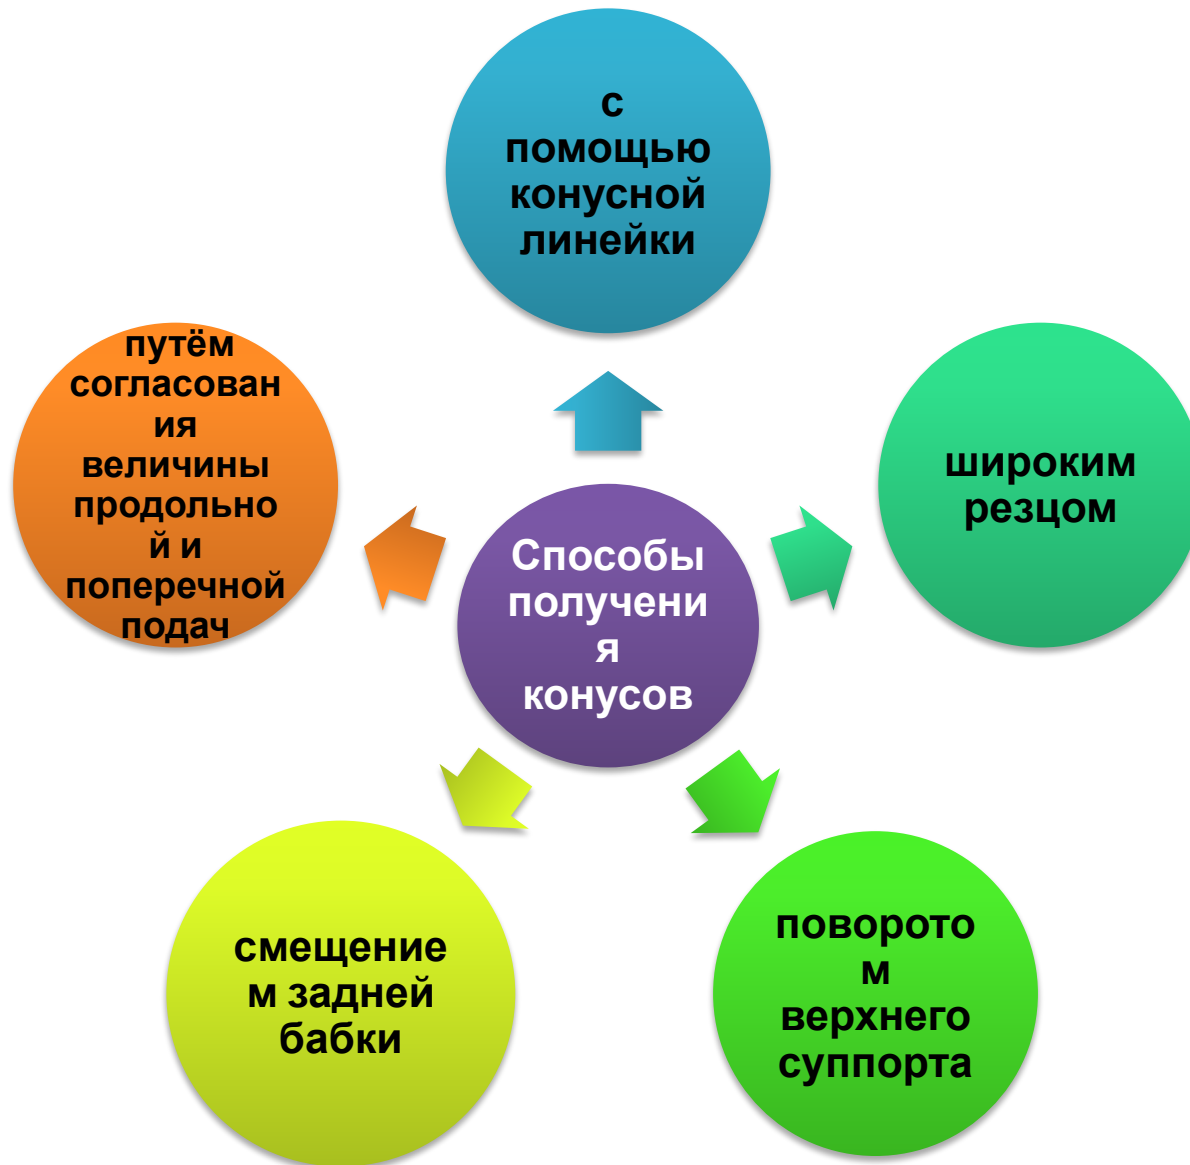 с
помощью
конусной
линейки
широким
резцом
поворото
м
верхнего
суппорта
смещение
м задней
бабки
путём
согласован
ия
величины
продольно
й и
поперечной
подач
Способы
получени
я
конусов